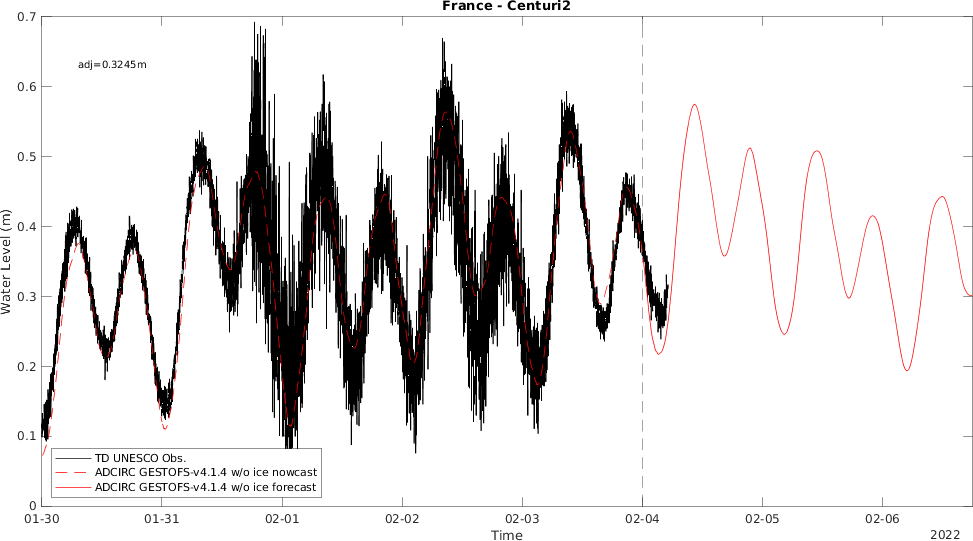 France - Centuri2
adj=0.3245m
0.7
0.6
0.5
0.4
0.3
0.2
0.1
0
Water Level (m)
TD UNESCO Obs.
ADCIRC GESTOFS-v4.1.4 w/o ice nowcast
ADCIRC GESTOFS-v4.1.4 w/o ice forecast
01-30 01-31 02-01 02-02 02-03 02-04 02-05 02-06
Time
2022